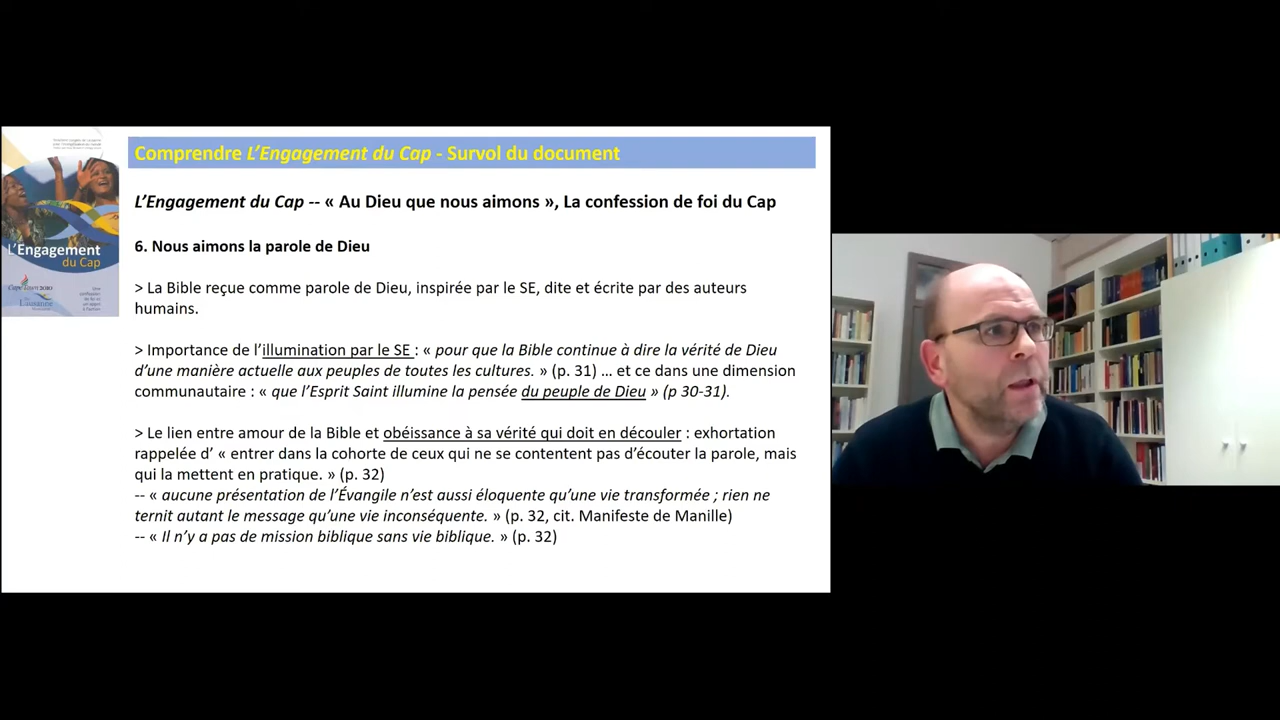 Comprendre L’Engagement du Cap - Survol du document
L’Engagement du Cap -- « Au Dieu que nous aimons », La confession de foi du Cap
6. Nous aimons la parole de Dieu
> La Bible reçue comme parole de Dieu, inspirée par le SE, dite et écrite par des auteurs
humains.
> Importance de l’illumination par le SE : « pour que la Bible continue à dire la vérité de Dieu
d’une manière actuelle aux peuples de toutes les cultures. » (p. 31) … et ce dans une dimension
communautaire : « que l’Esprit Saint illumine la pensée du peuple de Dieu » (p 30-31).
> Le lien entre amour de la Bible et obéissance à sa vérité qui doit en découler : exhortation
rappelée d’ « entrer dans la cohorte de ceux qui ne se contentent pas d’écouter la parole, mais
qui la mettent en pratique. » (p. 32)
-- « aucune présentation de l’Évangile n’est aussi éloquente qu’une vie transformée ; rien ne
ternit autant le message qu’une vie inconséquente. » (p. 32, cit. Manifeste de Manille)
-- « Il n’y a pas de mission biblique sans vie biblique. » (p. 32)
L’Engagement
du Cap
Cape Town 2010
Lausanne
Une
confession
de foi et
un appel
à l'action